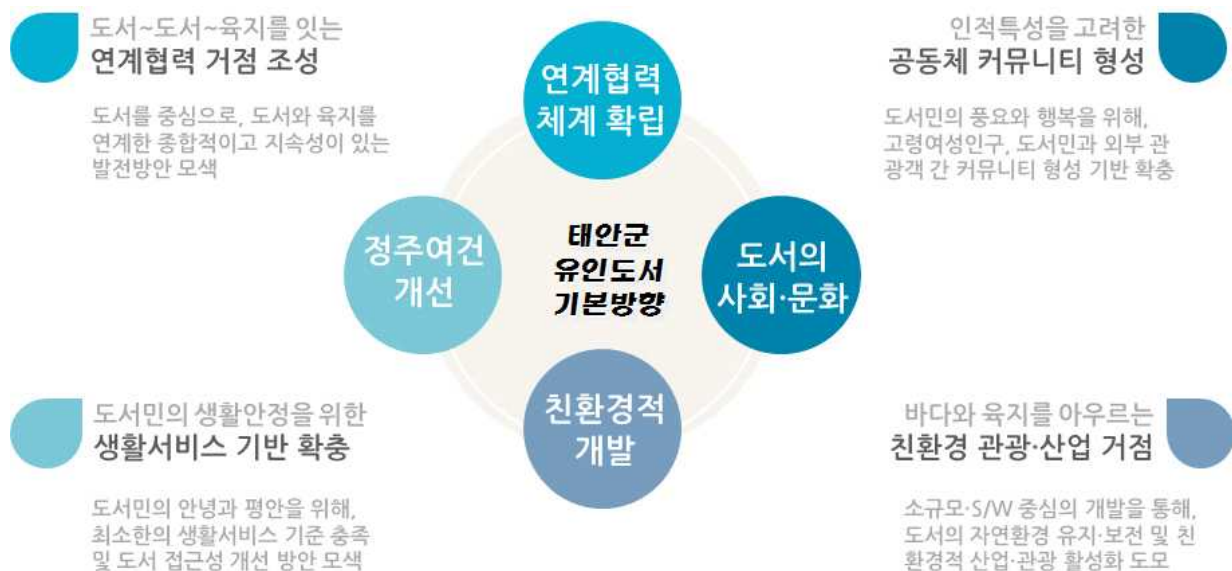 도서~도서~육지를 잇는
연계협력 거점 조성
도서를 중심으로, 도서와 육지를
연계한 종합적이고 지속성이 있는
발전방안 모색
연계협력
체계 확립
인적특성을 고려한
공동체 커뮤니티 형성
도서민의 풍요와 행복을 위해,
고령여성인구, 도서민과 외부 관
광객 간 커뮤니티 형성 기반 확충
정주여건
개선
태안군
유인도서
기본방향
도서의
사회·문화
도서민의 생활안정을 위한
생활서비스 기반 확충
도서민의 안녕과 평안을 위해,
최소한의 생활서비스 기준 충족
및 도서 접근성 개선 방안 모색
친환경적
개발
바다와 육지를 아우르는
친환경 관광·산업 거점
소규모·S/W 중심의 개발을 통해,
도서의 자연환경 유지·보전 및 친
환경적 산업·관광 활성화 도모